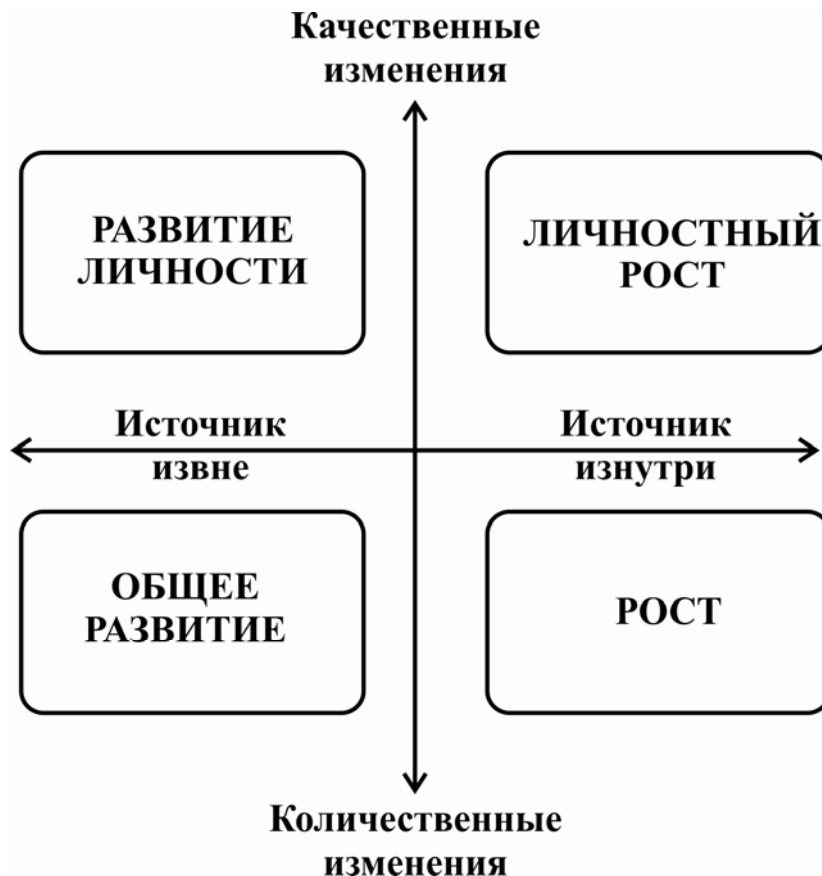 Качественные
изменения
РАЗВИТИЕ
ЛИЧНОСТИ
ЛИЧНОСТНЫЙ
РОСТ
Источник
извне
Источник
изнутри
ОБЩЕЕ
РАЗВИТИЕ
РОСТ
Количественные
изменения